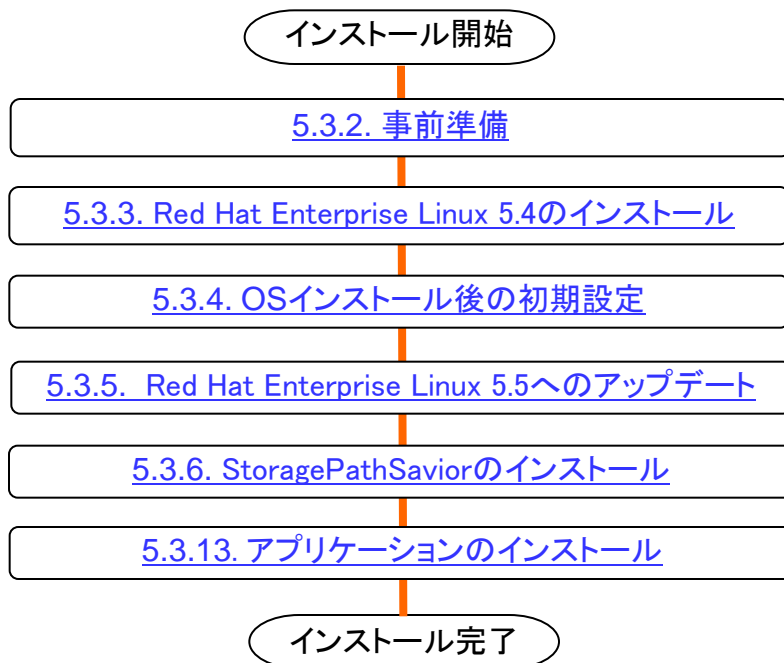 インストール開始
5.3.2. 事前準備
5.3.3. Red Hat Enterprise Linux 5.4のインストール
5.3.4. OSインストール後の初期設定
5.3.5. Red Hat Enterprise Linux 5.5へのアップデート
5.3.6. StoragePathSaviorのインストール
5.3.13. アプリケーションのインストール
インストール完了